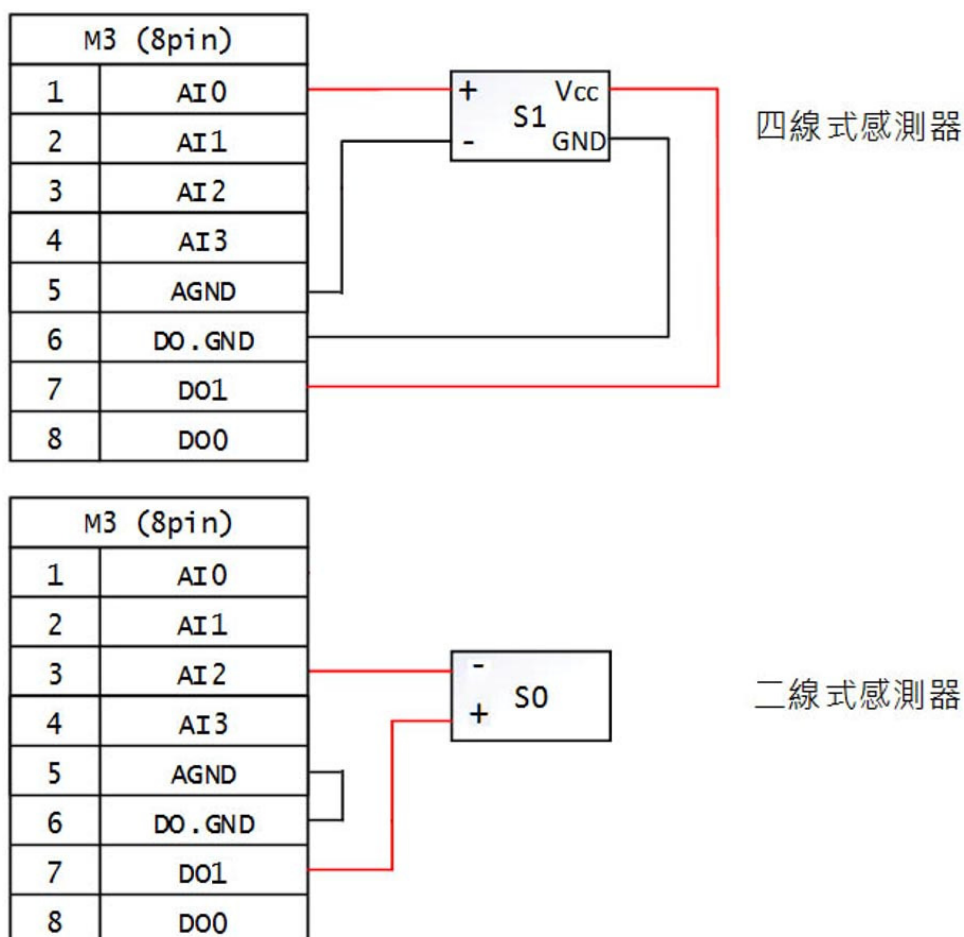 M3 (8pin)
1 AI0
2 AI1
3 AI2
4 AI3
5 AGND
6 DO.GND
7 DO1
8 DO0
+ Vcc
S1
- GND
四線式感測器
M3 (8pin)
1 AI0
2 AI1
3 AI2
4 AI3
5 AGND
6 DO.GND
7 DO1
8 DO0
-
S0
+
二線式感測器